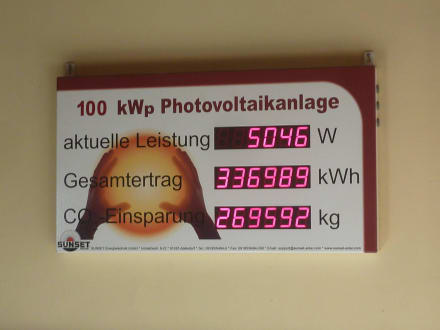 100 kWp Photovoltaikanlage
aktuelle Leistung 5046 W
Gesamtertrag 336989 kWh
CO2-Einsparung 269592 kg
SUNSET